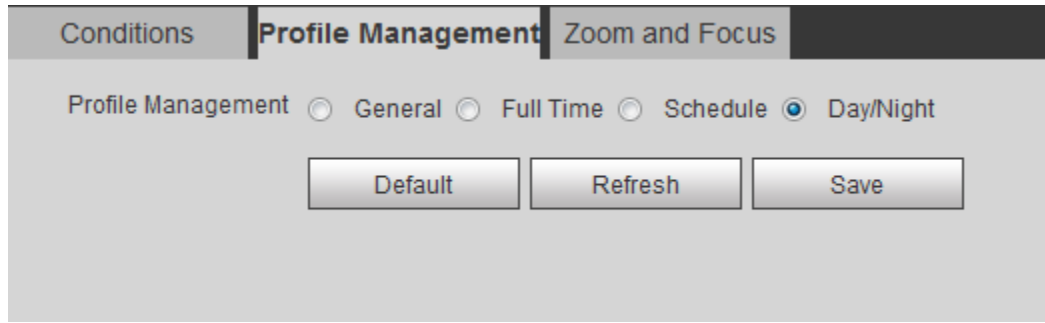 Conditions Profile Management Zoom and Focus
Profile Management General Full Time Schedule Day/Night
Default Refresh Save